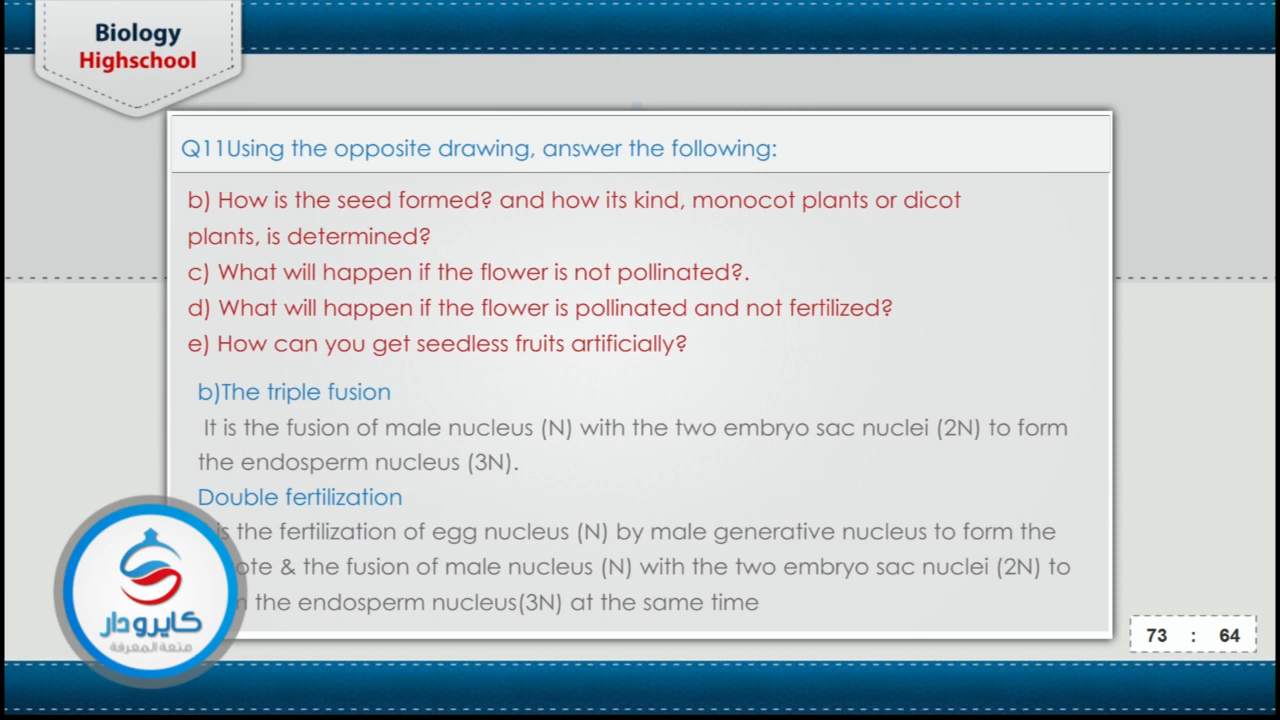 Biology
Highschool
Q11Using the opposite drawing, answer the following:
b) How is the seed formed? and how its kind, monocot plants or dicot
plants, is determined?
c) What will happen if the flower is not pollinated?.
d) What will happen if the flower is pollinated and not fertilized?
e) How can you get seedless fruits artificially?
b)The triple fusion
It is the fusion of male nucleus (N) with the two embryo sac nuclei (2N) to form
the endosperm nucleus (3N).
Double fertilization
is the fertilization of egg nucleus (N) by male generative nucleus to form the
ote & the fusion of male nucleus (N) with the two embryo sac nuclei (2N) to
the endosperm nucleus(3N) at the same time
كايرودار
متعة المعرفة
73 : 64